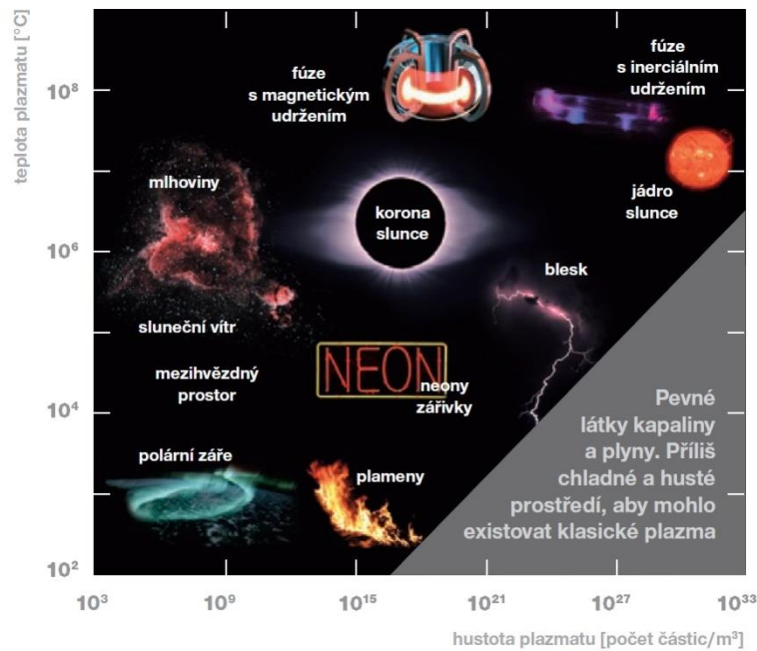 teplota plazmatu [°C]
10⁸
10⁶
10⁴
10²
fúze
s magnetickým
udržením
fúze
s inerciálním
udržením
mlhoviny
korona
slunce
jádro
slunce
blesk
sluneční vítr
mezihvězdný
prostor
NEON
neony
zářivky
polární záře
plameny
Pevné
látky kapaliny
a plyny. Příliš
chladné a husté
prostředí, aby mohlo
existovat klasické plazma
10³
10⁹
10¹⁵
10²¹
10²⁷
10³³
hustota plazmatu [počet částic/m³]